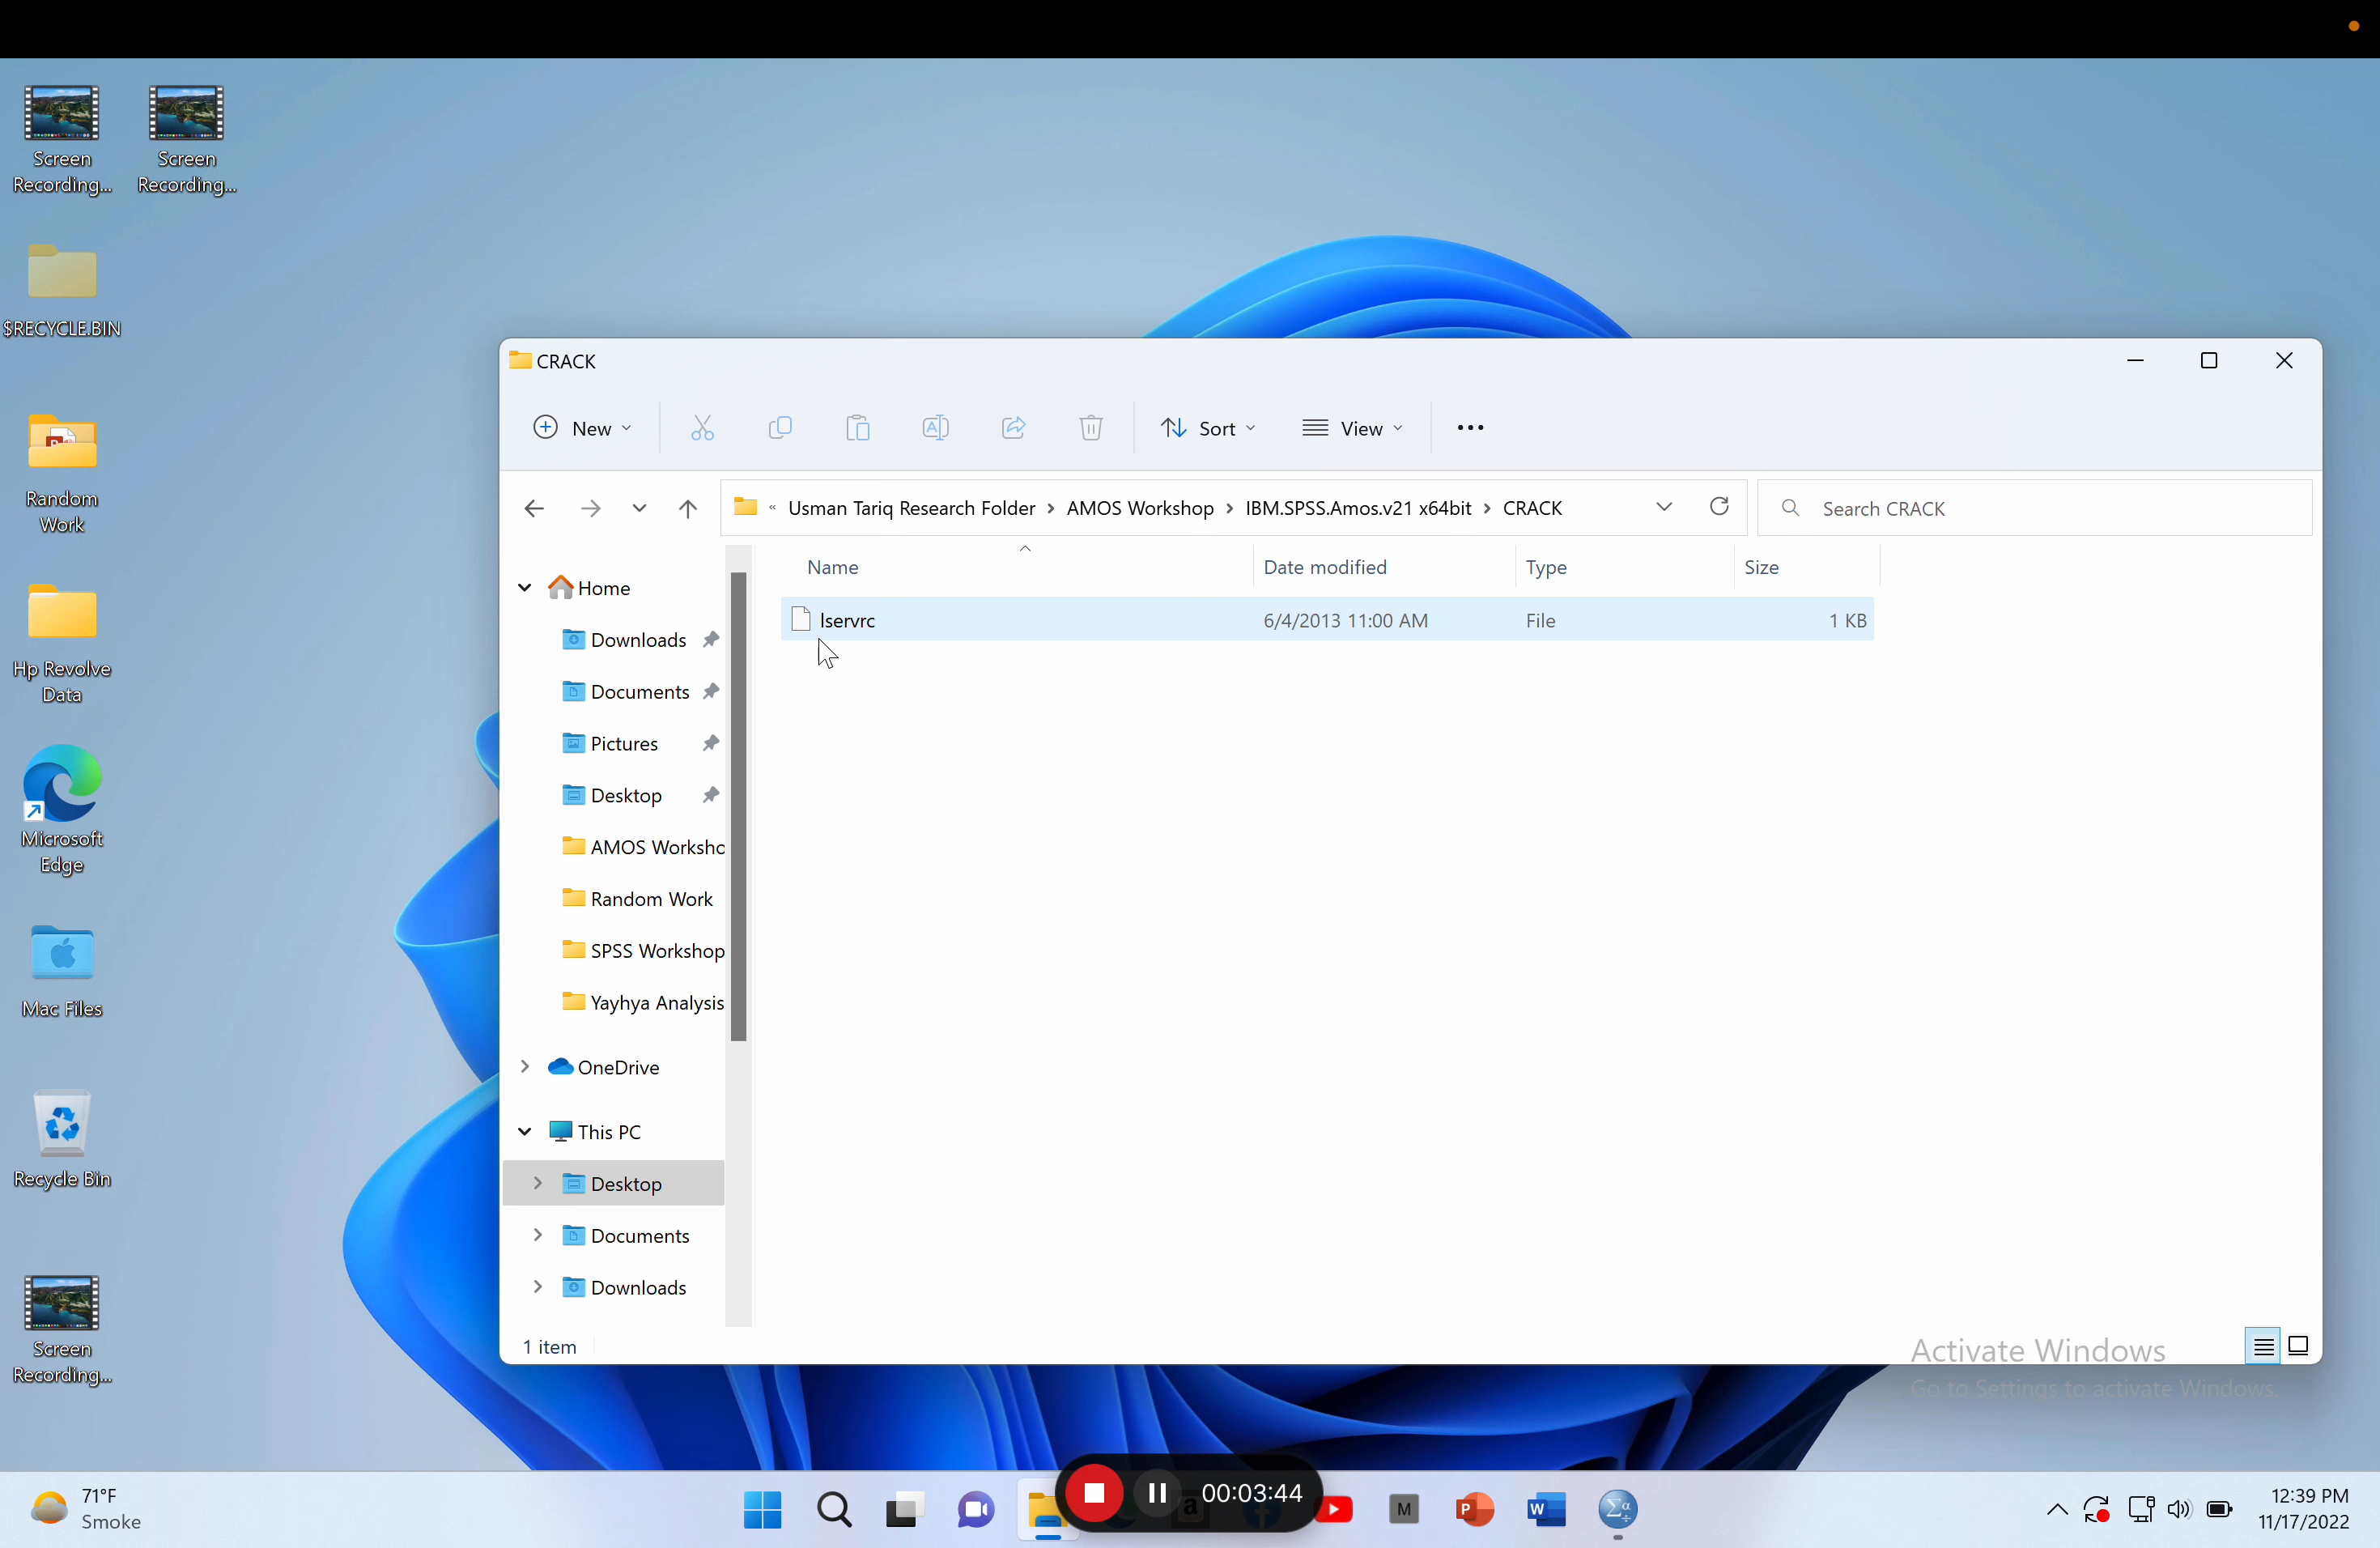 Screen
Recording...
Screen
Recording...
$RECYCLE.BIN
Random
Work
Hp Revolve
Data
Microsoft
Edge
Mac Files
Recycle Bin
Screen
Recording...
CRACK
New
Sort
View
« Usman Tariq Research Folder > AMOS Workshop > IBM.SPSS.Amos.v21 x64bit > CRACK
Search CRACK
Home
Downloads
Documents
Pictures
Desktop
AMOS Worksho
Random Work
SPSS Workshop
Yayhya Analysis
OneDrive
This PC
Desktop
Documents
Downloads
Name Date modified Type Size
lservrc 6/4/2013 11:00 AM File 1 KB
1 item
Activate Windows
Go to Settings to activate Windows.
71°F
Smoke
00:03:44
12:39 PM
11/17/2022